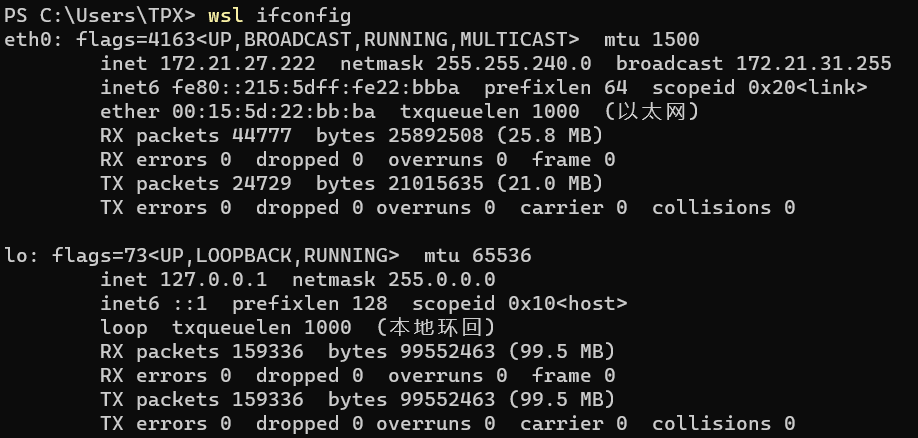 PS C:\Users\TPX> wsl ifconfig
eth0: flags=4163<UP,BROADCAST,RUNNING,MULTICAST>  mtu 1500
        inet 172.21.27.222  netmask 255.255.240.0  broadcast 172.21.31.255
        inet6 fe80::215:5dff:fe22:bbba  prefixlen 64  scopeid 0x20<link>
        ether 00:15:5d:22:bb:ba  txqueuelen 1000  (以太网)
        RX packets 44777  bytes 25892508 (25.8 MB)
        RX errors 0  dropped 0  overruns 0  frame 0
        TX packets 24729  bytes 21015635 (21.0 MB)
        TX errors 0  dropped 0 overruns 0  carrier 0  collisions 0

lo: flags=73<UP,LOOPBACK,RUNNING>  mtu 65536
        inet 127.0.0.1  netmask 255.0.0.0
        inet6 ::1  prefixlen 128  scopeid 0x10<host>
        loop  txqueuelen 1000  (本地环回)
        RX packets 159336  bytes 99552463 (99.5 MB)
        RX errors 0  dropped 0  overruns 0  frame 0
        TX packets 159336  bytes 99552463 (99.5 MB)
        TX errors 0  dropped 0 overruns 0  carrier 0  collisions 0